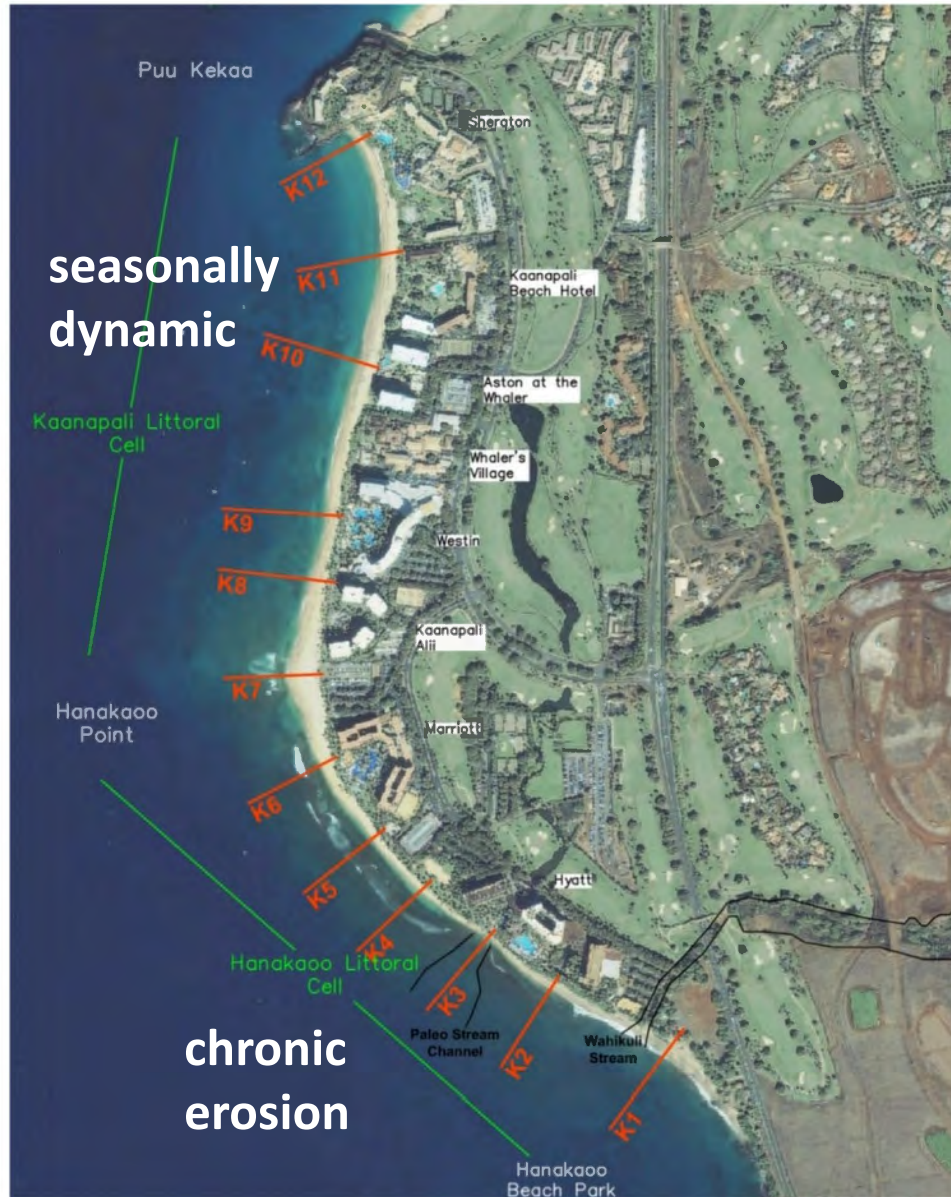 Puu Kekaa
Sheraton
K12
seasonally
dynamic
K11
Kaanapali
Beach Hotel
K10
Aston at the
Whaler
Kaanapali Littoral
Cell
Whaler's
Village
K9
Westin
K8
Kaanapali
Alii
K7
Hanakaoo
Point
Marriott
K6
K5
Hyatt
K4
Hanakaoo Littoral
Cell
K3
Paleo Stream
Channel
K2
Wahikuli
Stream
chronic
erosion
K1
Hanakaoo
Beach Park